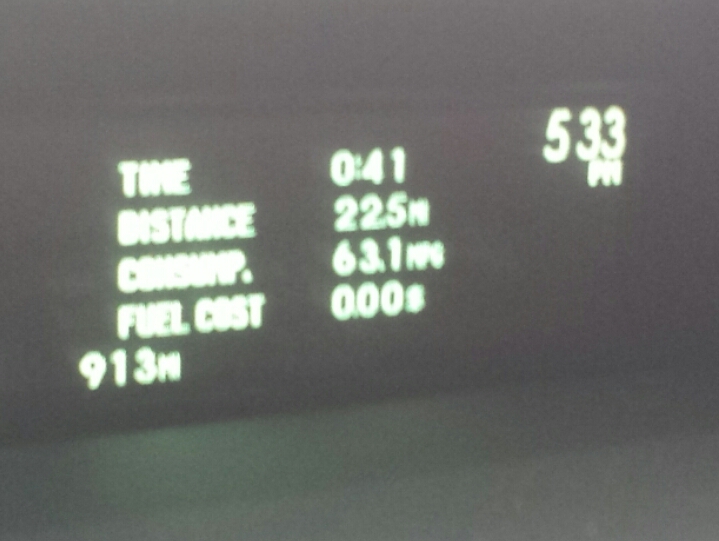 5:33
PM
TIME 0:41
DISTANCE 22.5M
CONSUMP. 63.1MPG
FUEL COST 0.00$
913M